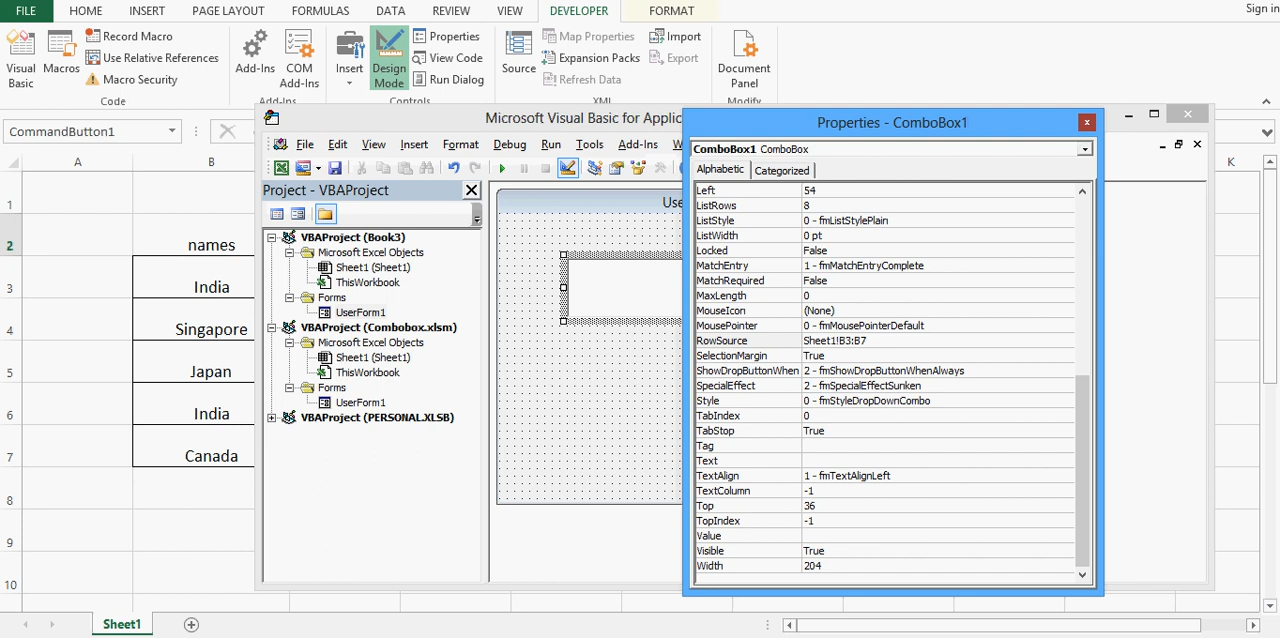 FILE HOME INSERT PAGE LAYOUT FORMULAS DATA REVIEW VIEW DEVELOPER FORMAT Sign in
Visual Basic
Macros
Record Macro
Use Relative References
Macro Security
Code
Add-Ins
COM Add-Ins
Add-Ins
Insert
Design Mode
Properties
View Code
Run Dialog
Controls
Source
Map Properties
Expansion Packs
Refresh Data
Import
Export
XML
Document Panel
Modify
CommandButton1
A B K
1
2 names
3 India
4 Singapore
5 Japan
6 India
7 Canada
8
9
10
Sheet1
Microsoft Visual Basic for Applic
File Edit View Insert Format Debug Run Tools Add-Ins W
Project - VBAProject
VBAProject (Book3)
Microsoft Excel Objects
Sheet1 (Sheet1)
ThisWorkbook
Forms
UserForm1
VBAProject (Combobox.xlsm)
Microsoft Excel Objects
Sheet1 (Sheet1)
ThisWorkbook
Forms
UserForm1
VBAProject (PERSONAL.XLSB)
Use
Properties - ComboBox1
ComboBox1 ComboBox
Alphabetic Categorized
Left 54
ListRows 8
ListStyle 0 - fmListStylePlain
ListWidth 0 pt
Locked False
MatchEntry 1 - fmMatchEntryComplete
MatchRequired False
MaxLength 0
MouseIcon (None)
MousePointer 0 - fmMousePointerDefault
RowSource Sheet1!B3:B7
SelectionMargin True
ShowDropButtonWhen 2 - fmShowDropButtonWhenAlways
SpecialEffect 2 - fmSpecialEffectSunken
Style 0 - fmStyleDropDownCombo
TabIndex 0
TabStop True
Tag
Text
TextAlign 1 - fmTextAlignLeft
TextColumn -1
Top 36
TopIndex -1
Value
Visible True
Width 204